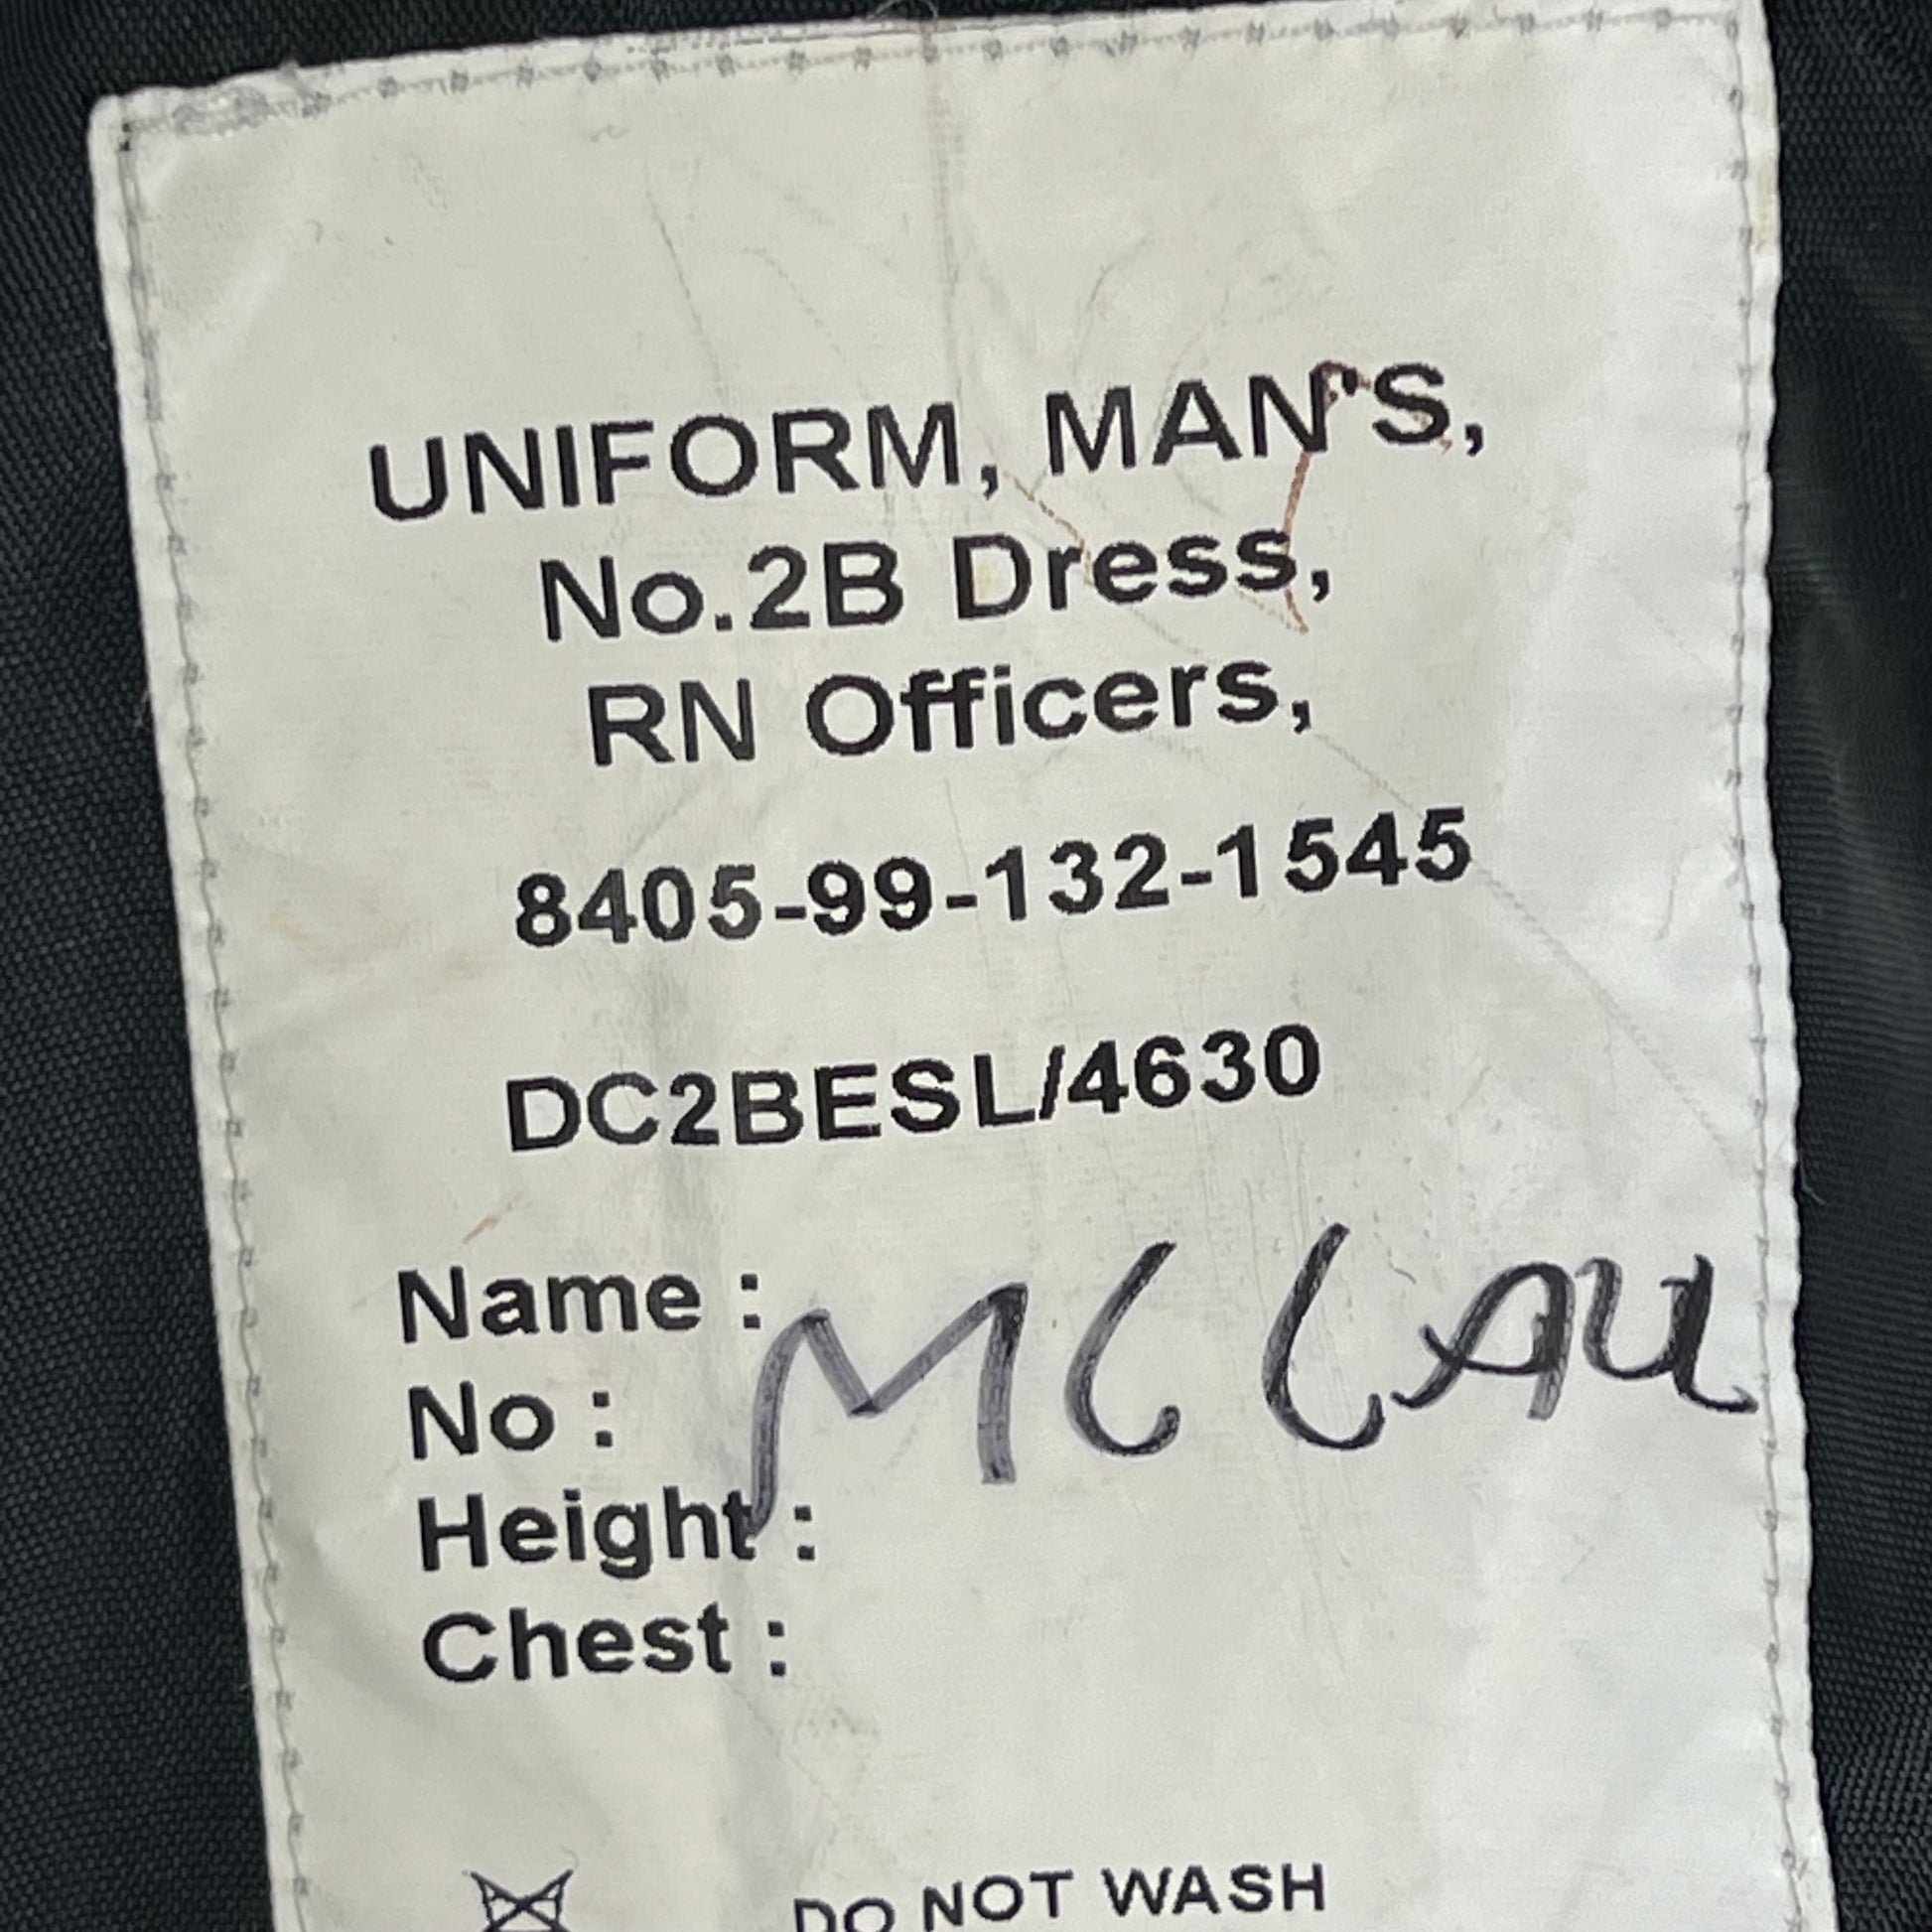 UNIFORM, MAN'S,
No.2B Dress,
RN Officers,
8405-99-132-1545
DC2BESL/4630
Name :
No :
Height :
Chest :
DO NOT WASH